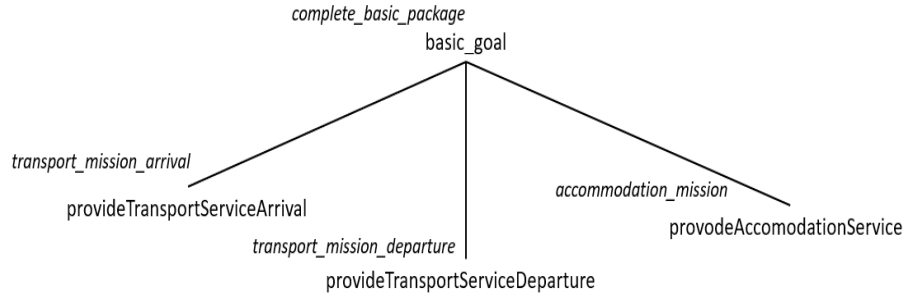 complete_basic_package
basic_goal
transport_mission_arrival
provideTransportServiceArrival
accommodation_mission
provodeAccomodationService
transport_mission_departure
provideTransportServiceDeparture